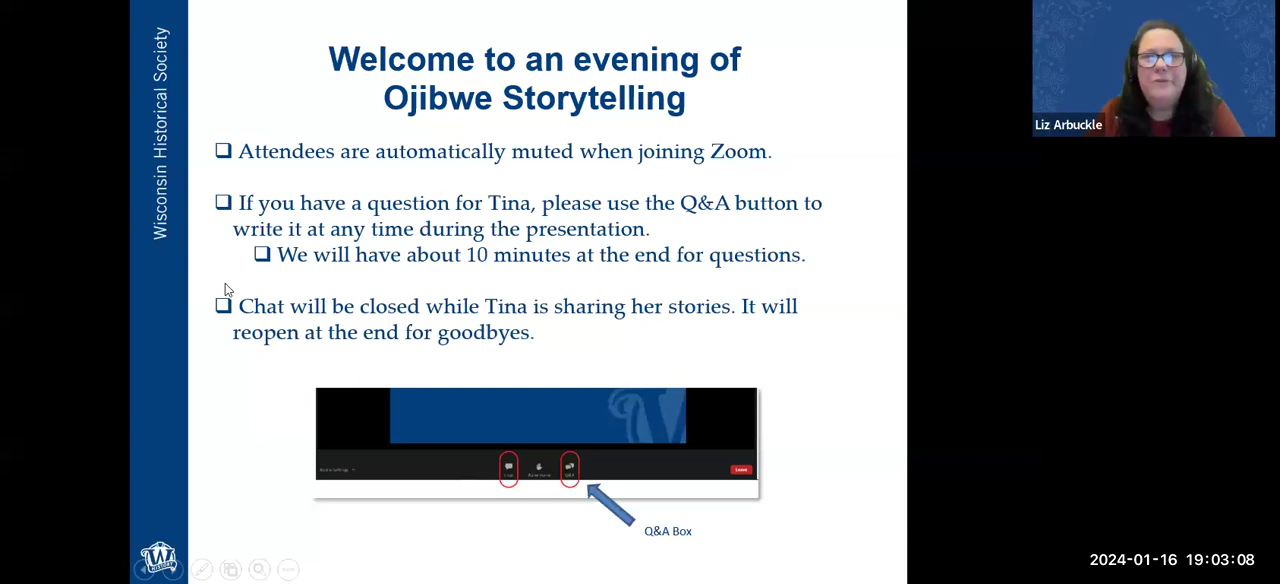 Wisconsin Historical Society
Welcome to an evening of
Ojibwe Storytelling
❑ Attendees are automatically muted when joining Zoom.
❑ If you have a question for Tina, please use the Q&A button to
write it at any time during the presentation.
❑ We will have about 10 minutes at the end for questions.
❑ Chat will be closed while Tina is sharing her stories. It will
reopen at the end for goodbyes.
Leave
Q&A Box
Liz Arbuckle
2024-01-16 19:03:08